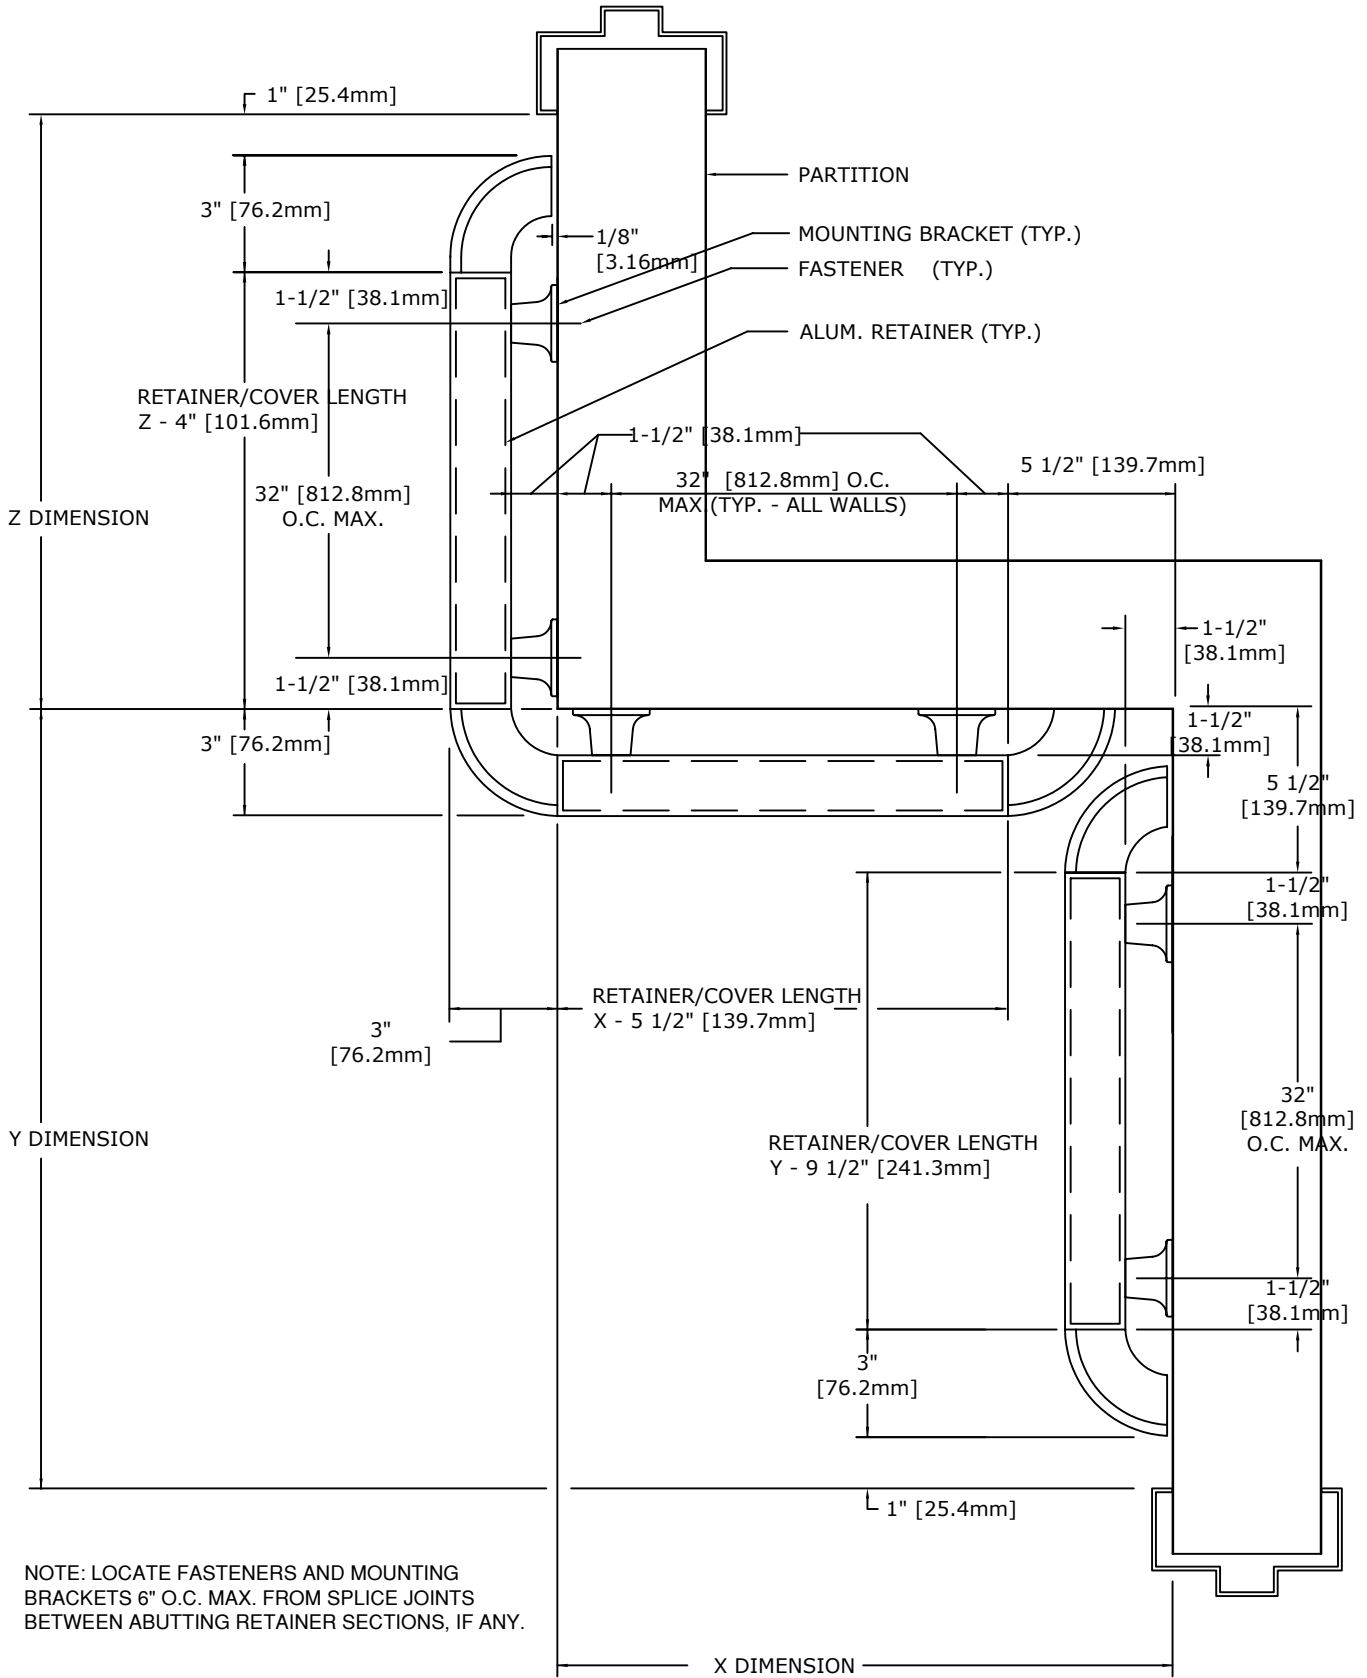 1" [25.4mm]
PARTITION
3" [76.2mm]
MOUNTING BRACKET (TYP.)
1/8"
[3.16mm]
FASTENER (TYP.)
1-1/2" [38.1mm]
ALUM. RETAINER (TYP.)
RETAINER/COVER LENGTH
Z - 4" [101.6mm]
1-1/2" [38.1mm]
5 1/2" [139.7mm]
32" [812.8mm] O.C.
MAX.(TYP. - ALL WALLS)
32" [812.8mm]
O.C. MAX.
Z DIMENSION
1-1/2"
[38.1mm]
1-1/2" [38.1mm]
1-1/2"
[38.1mm]
3" [76.2mm]
5 1/2"
[139.7mm]
1-1/2"
[38.1mm]
RETAINER/COVER LENGTH
X - 5 1/2" [139.7mm]
3"
[76.2mm]
32"
[812.8mm]
O.C. MAX.
Y DIMENSION
RETAINER/COVER LENGTH
Y - 9 1/2" [241.3mm]
1-1/2"
[38.1mm]
3"
[76.2mm]
1" [25.4mm]
NOTE: LOCATE FASTENERS AND MOUNTING
BRACKETS 6" O.C. MAX. FROM SPLICE JOINTS
BETWEEN ABUTTING RETAINER SECTIONS, IF ANY.
X DIMENSION